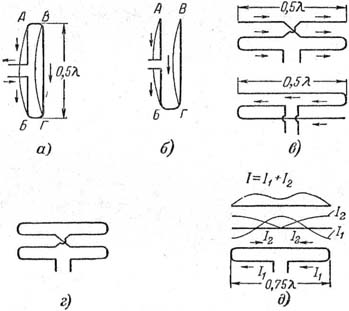 А В
0,5λ
Б Г
а)
А В
Б Г
б)
0,5λ
0,5λ
в)
г)
I=I₁+I₂
I₂
I₁
I₂ I₂
I₁ I₁
0,75λ
д)